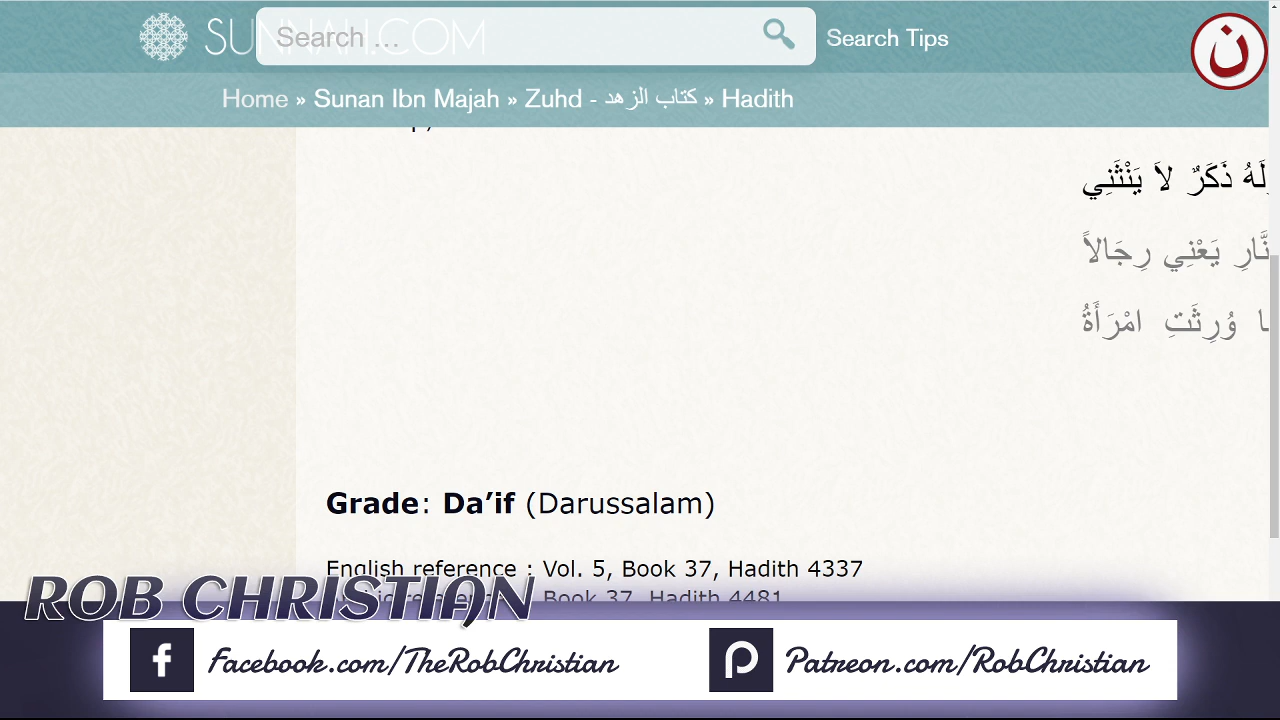 SUNNAH.COM
Search ...
Search Tips
ن
Home » Sunan Ibn Majah » Zuhd - كتاب الزهد » Hadith
لَهُ ذَكَرٌ لاَ يَنْثَنِي
نَّارِ يَعْنِي رِجَالاً
ا وُرِثَتِ امْرَأَةُ
Grade: Da’if (Darussalam)
English reference : Vol. 5, Book 37, Hadith 4337
Book 37, Hadith 4481
ROB CHRISTIAN
Facebook.com/TheRobChristian
Patreon.com/RobChristian